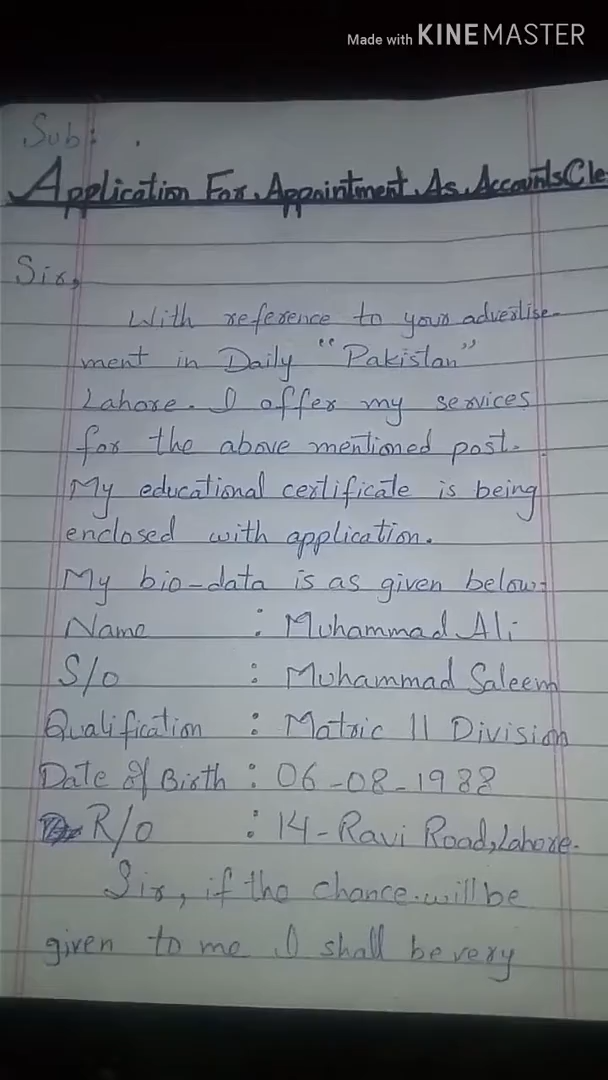 Made with KINEMASTER
Sub:
Application For Appointment As Accounts Cle
Sir,
With reference to your advertise-
ment in Daily "Pakistan"
Lahore. I offer my services
for the above mentioned post.
My educational certificate is being
enclosed with application.
My bio-data is as given below:
Name : Muhammad Ali
S/o : Muhammad Saleem
Qualification : Matric II Division
Date of Birth : 06-08-1988
R/o : 14-Ravi Road, Lahore.
Sir, if the chance will be
given to me I shall be very